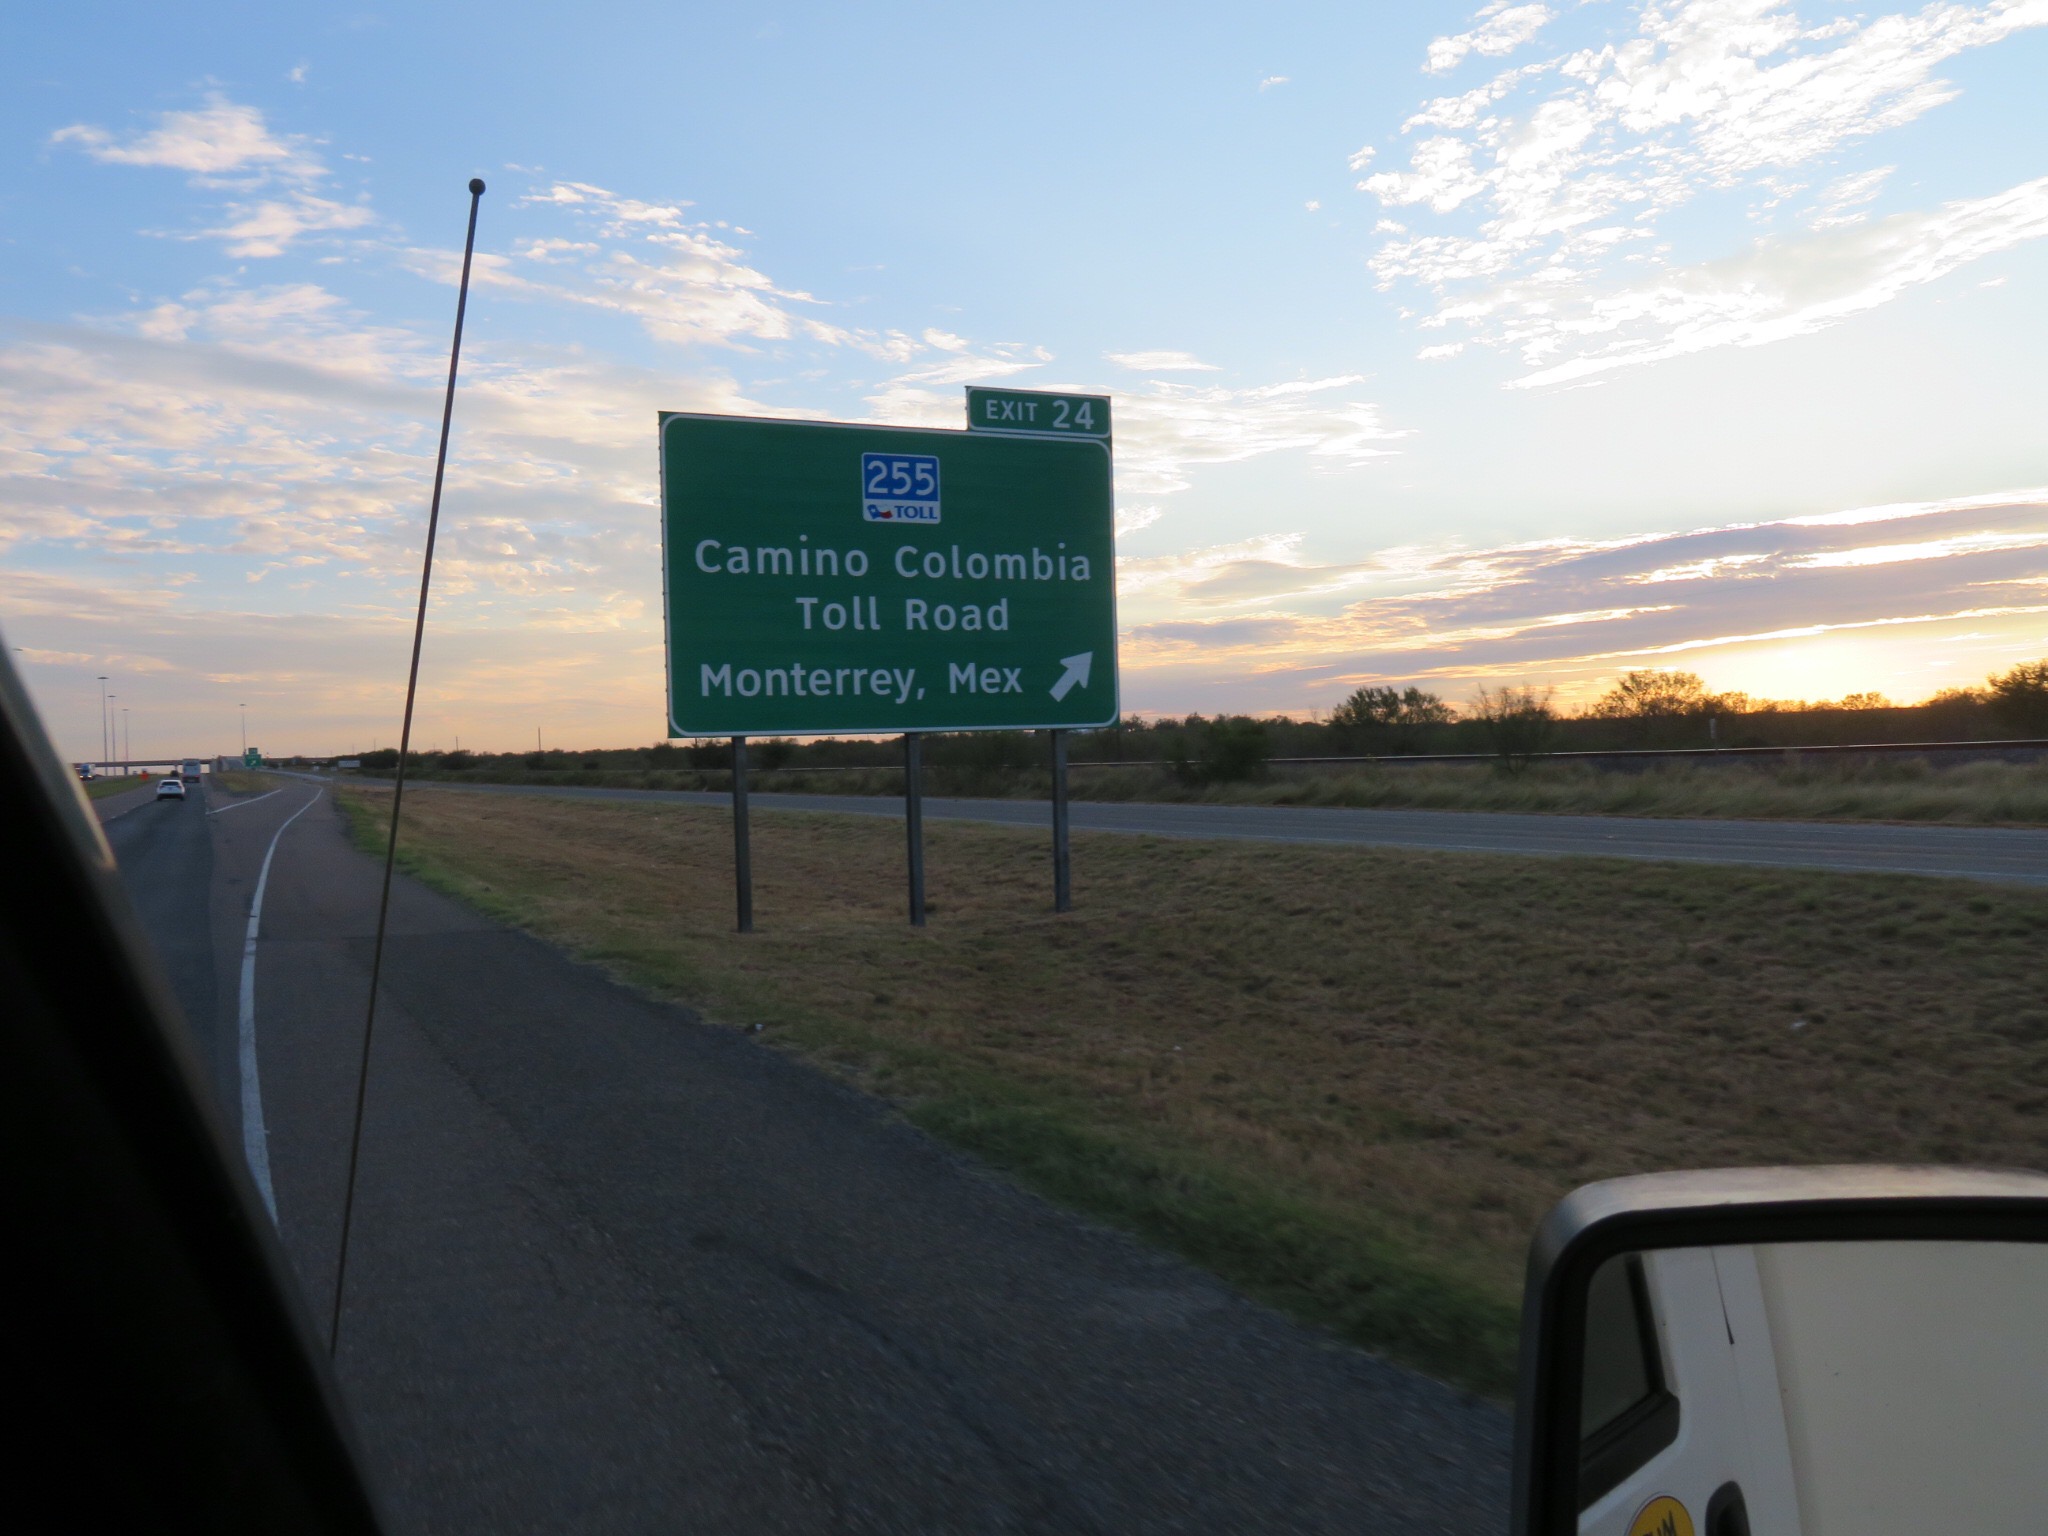 EXIT 24
255
TOLL
Camino Colombia
Toll Road
Monterrey, Mex